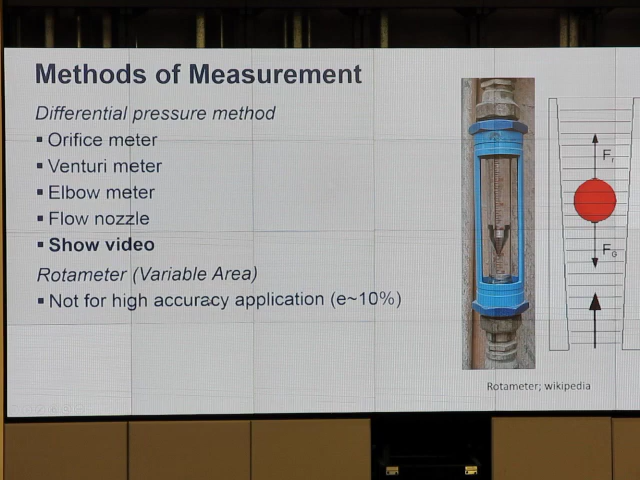 Methods of Measurement
Differential pressure method
▪ Orifice meter
▪ Venturi meter
▪ Elbow meter
▪ Flow nozzle
▪ Show video
Rotameter (Variable Area)
▪ Not for high accuracy application (e~10%)
Fr
FG
Rotameter; wikipedia